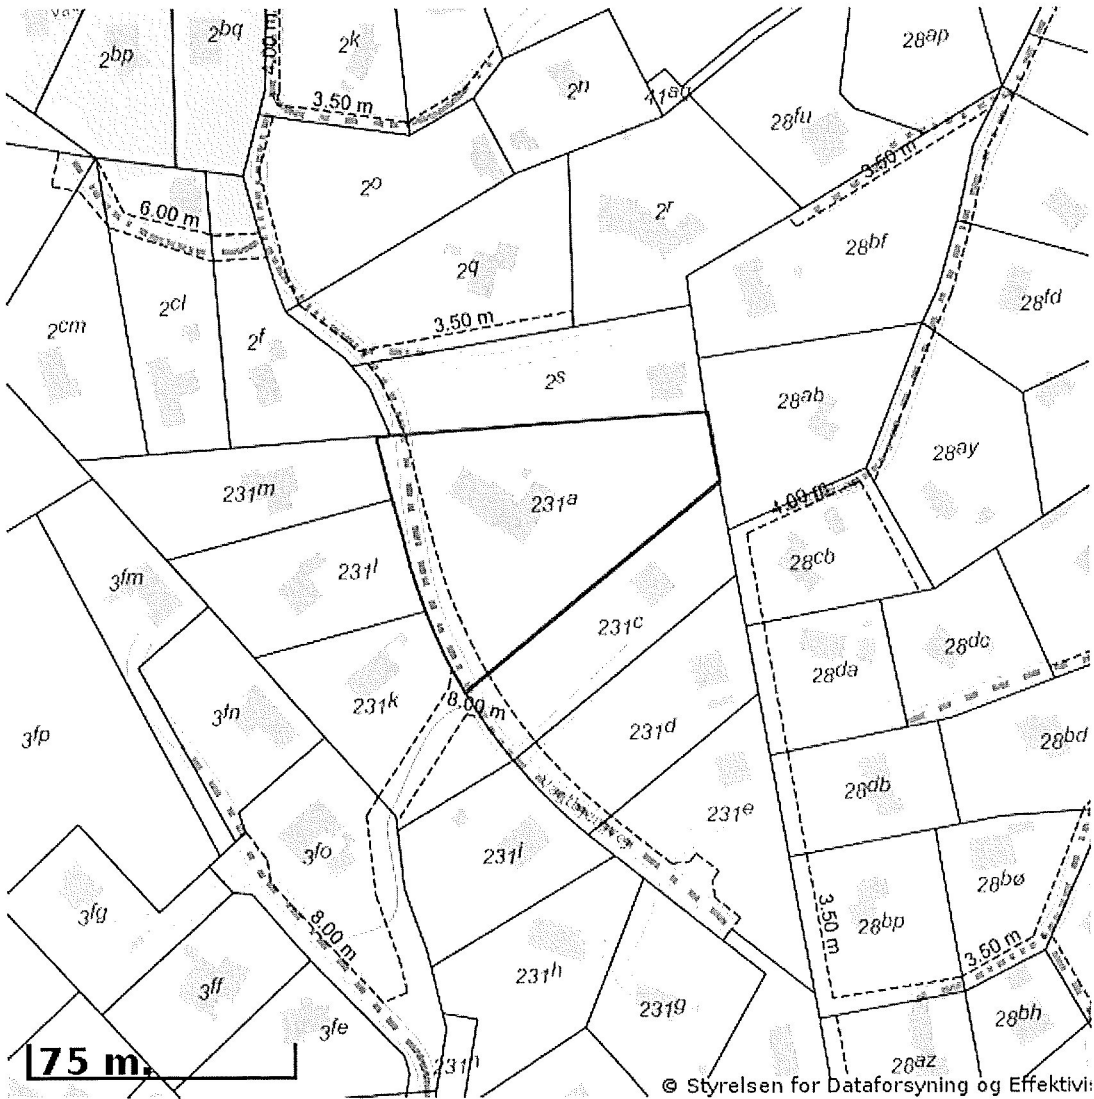 2bp
2bq
2k
28ap
2n
41ag
3.50 m
28fu
3.50 m
2o
2r
6.00 m
28bf
2q
28fd
2cl
3.50 m
2cm
2f
2s
28ab
28ay
231m
231a
4.00 m
28cb
231l
3fm
231c
28dc
28da
231k
8.00 m
3fn
231d
3fp
28bd
28db
231e
3fo
231i
28bø
3fg
3.50 m
28bp
8.00 m
3.50 m
3ff
231h
231g
28bh
3fe
75 m.
231n
28az
© Styrelsen for Dataforsyning og Effektivis